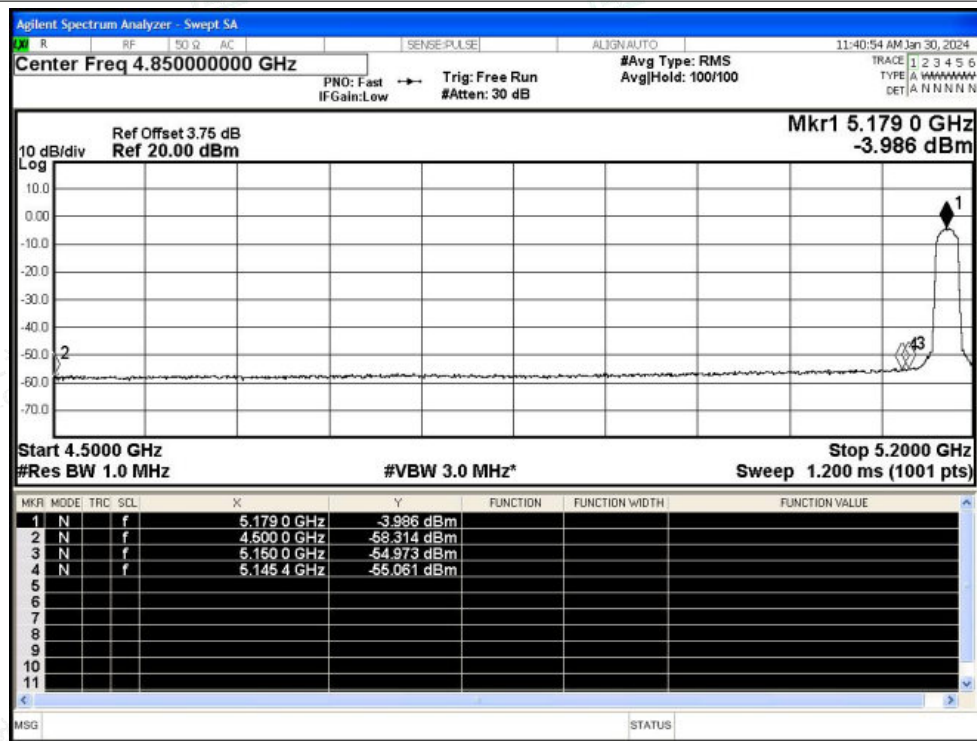 Agilent Spectrum Analyzer - Swept SA
LXI R RF 50 Ω AC SENSE:PULSE ALIGN AUTO 11:40:54 AM Jan 30, 2024
Center Freq 4.850000000 GHz #Avg Type: RMS TRACE 1 2 3 4 5 6
PNO: Fast Trig: Free Run Avg|Hold: 100/100 TYPE A WWWWW
IFGain:Low #Atten: 30 dB DET A N N N N N
Mkr1 5.179 0 GHz
Ref Offset 3.75 dB
10 dB/div Ref 20.00 dBm -3.986 dBm
Log
10.0
0.00
-10.0
-20.0
-30.0
-40.0
-50.0
-60.0
-70.0
1
2
43
Start 4.5000 GHz Stop 5.2000 GHz
#Res BW 1.0 MHz #VBW 3.0 MHz* Sweep 1.200 ms (1001 pts)
MKR MODE TRC SCL X Y FUNCTION FUNCTION WIDTH FUNCTION VALUE
1 N f 5.179 0 GHz -3.986 dBm
2 N f 4.500 0 GHz -58.314 dBm
3 N f 5.150 0 GHz -54.973 dBm
4 N f 5.145 4 GHz -55.061 dBm
5
6
7
8
9
10
11
MSG STATUS